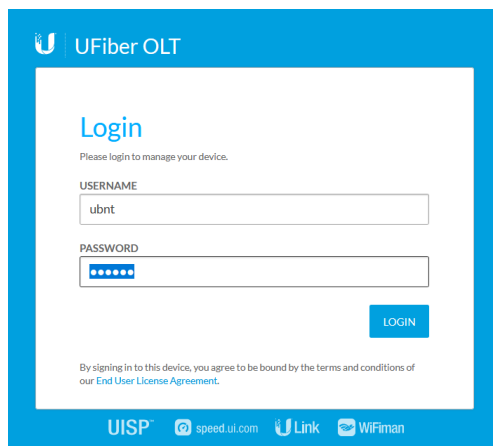 UFiber OLT
Login
Please login to manage your device.
USERNAME
ubnt
PASSWORD
••••••
LOGIN
By signing in to this device, you agree to be bound by the terms and conditions of
our End User License Agreement.
UISP™ speed.ui.com Link WiFiman